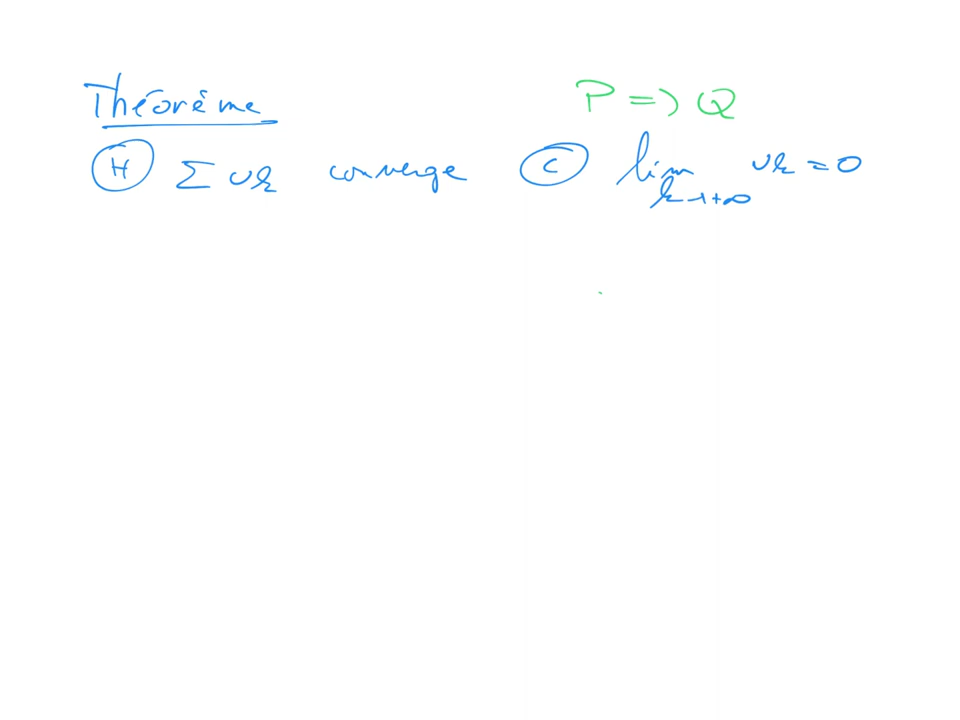 Théorème P => Q
(H) Σ uk converge (C) lim uk = 0
k→+∞